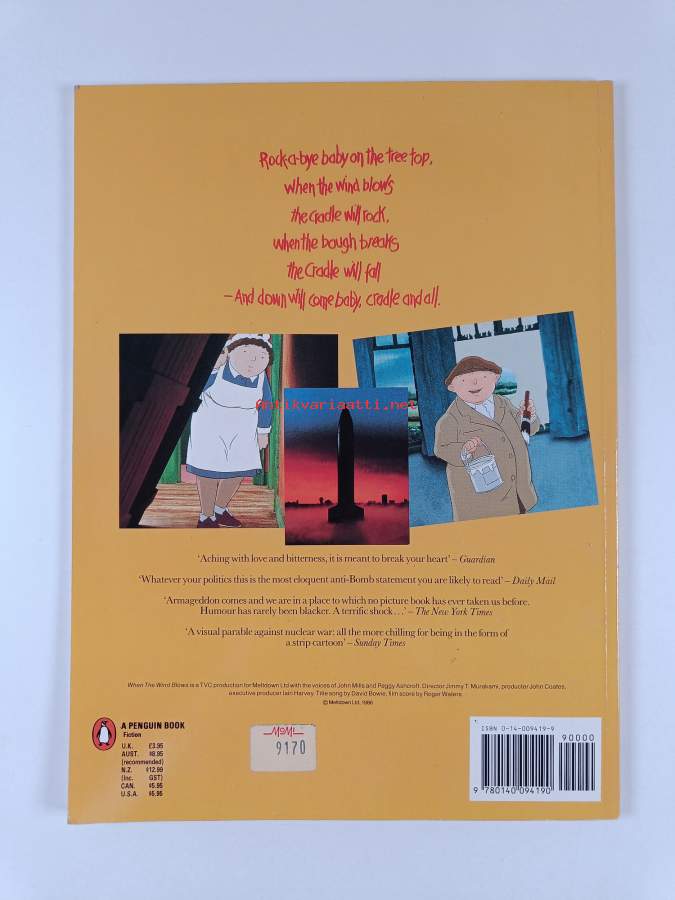 Rock-a-bye baby on the tree top,
when the wind blows
the cradle will rock,
when the bough breaks
the Cradle will fall
– And down will come baby, cradle and all.
Antikvariaatti.net
‘Aching with love and bitterness, it is meant to break your heart’ – Guardian
‘Whatever your politics this is the most eloquent anti-Bomb statement you are likely to read’ – Daily Mail
‘Armageddon comes and we are in a place to which no picture book has ever taken us before.
Humour has rarely been blacker. A terrific shock . . .’ – The New York Times
‘A visual parable against nuclear war: all the more chilling for being in the form of
a strip cartoon’ – Sunday Times
When The Wind Blows is a TVC production for Meltdown Ltd with the voices of John Mills and Peggy Ashcroft. Director Jimmy T. Murakami, productor John Coates,
executive producer Iain Harvey. Title song by David Bowie, film score by Roger Waters.
© Meltdown Ltd, 1986
A PENGUIN BOOK
Fiction
U.K. £3.95
AUST. $8.95
(recommended)
N.Z. $12.99
(inc. GST)
CAN. $5.95
U.S.A. $5.95
9170
ISBN 0-14-009419-9
90000
9 780140 094190